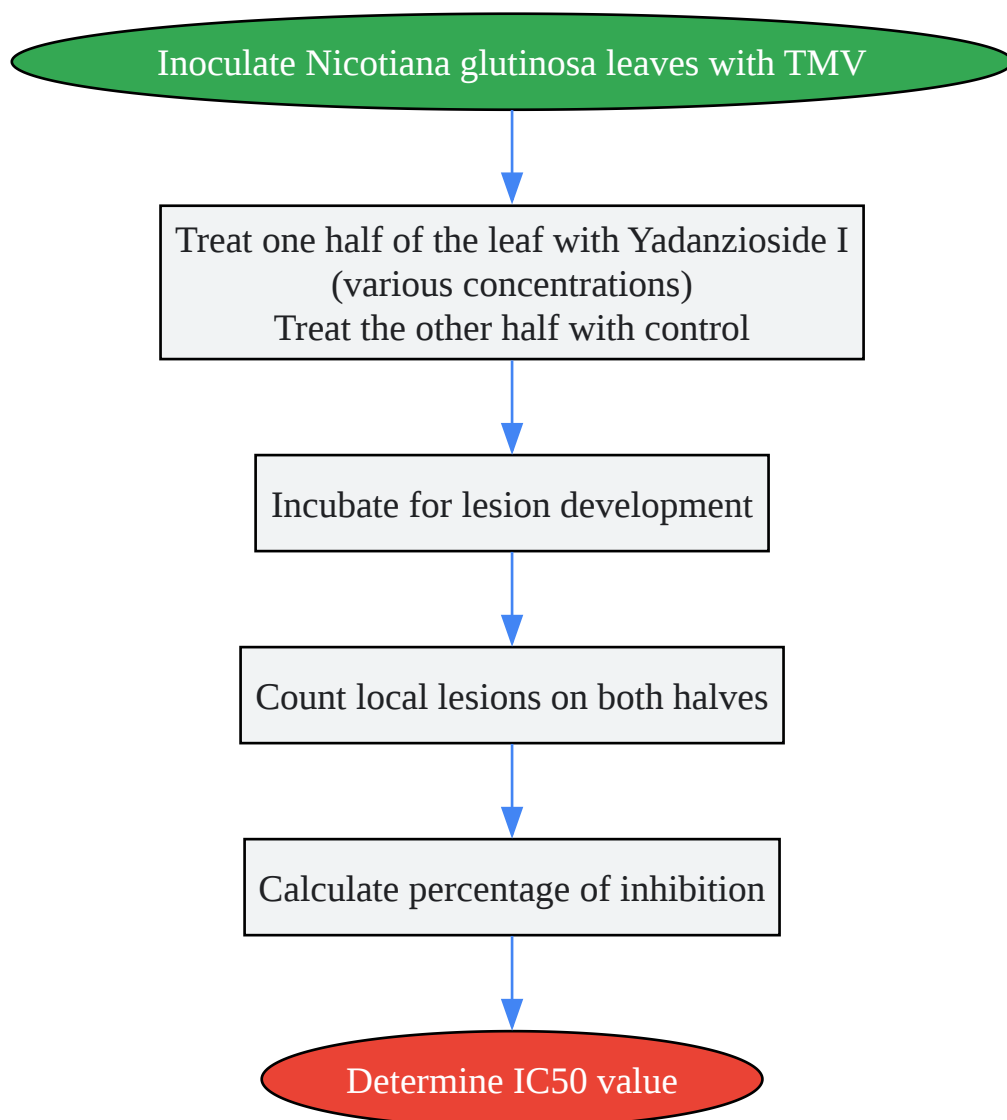 Inoculate Nicotiana glutinosa leaves with TMV
Treat one half of the leaf with Yadanzioside I
(various concentrations)
Treat the other half with control
Incubate for lesion development
Count local lesions on both halves
Calculate percentage of inhibition
Determine IC50 value